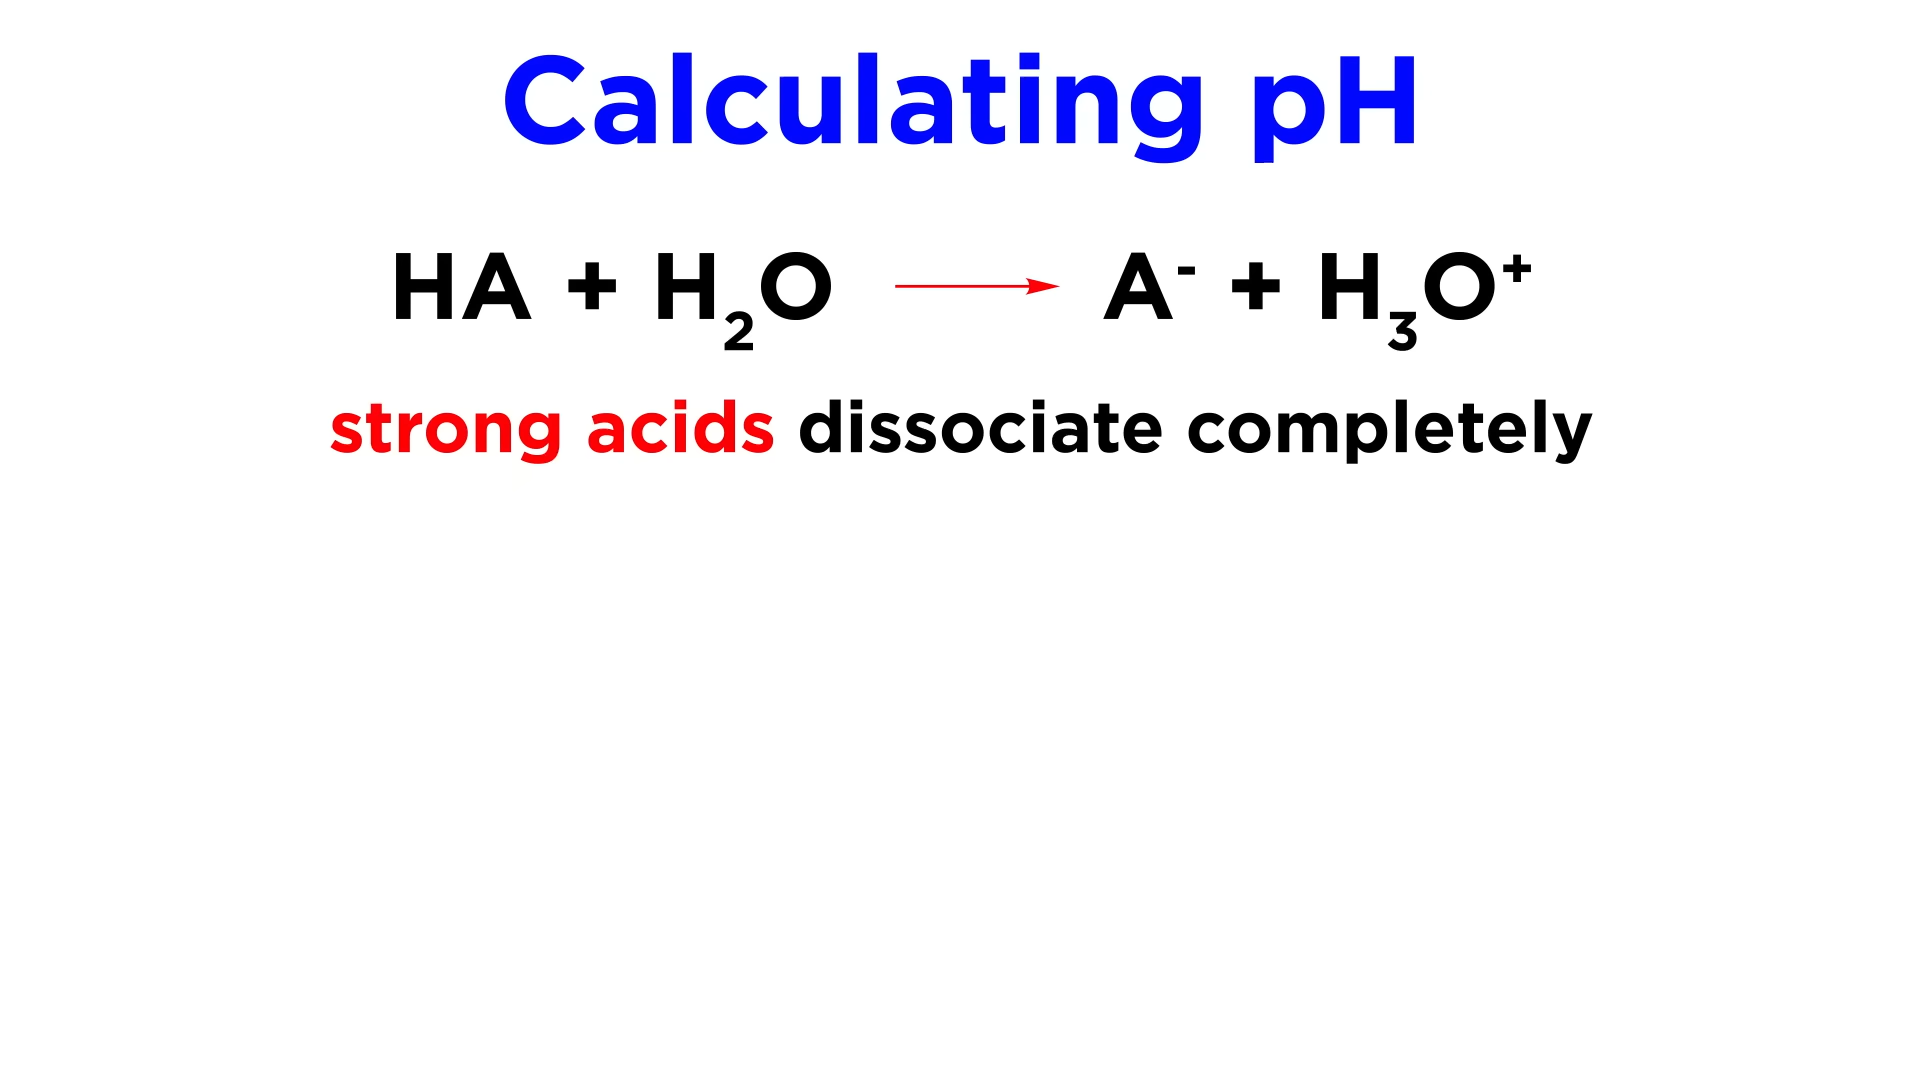 Calculating pH
HA + H₂O ⟶ A⁻ + H₃O⁺
strong acids dissociate completely